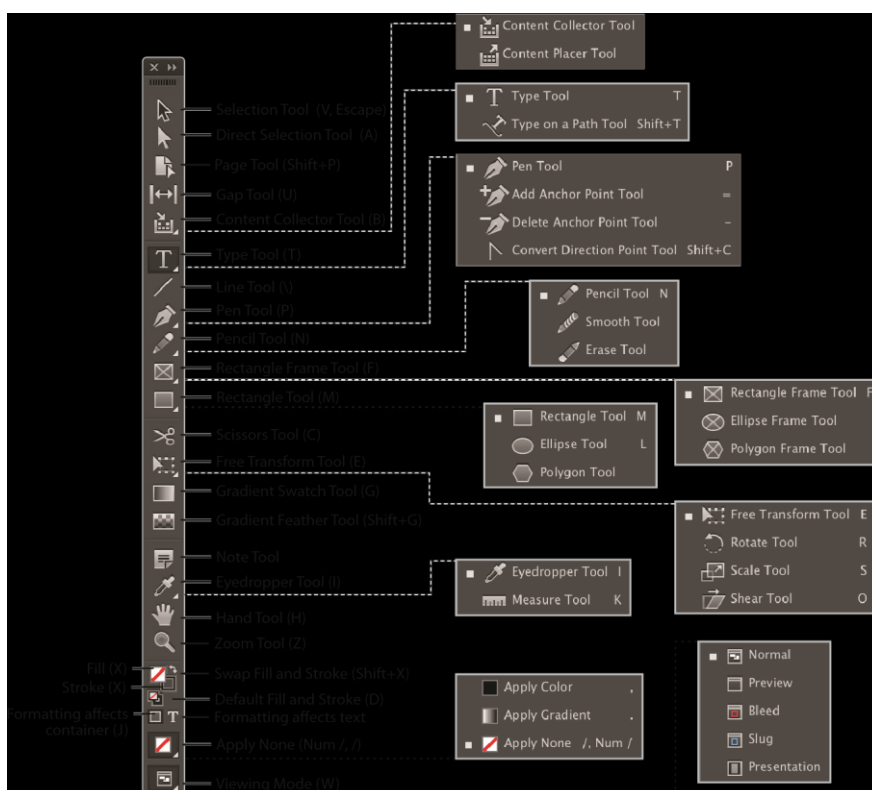 Content Collector Tool
Content Placer Tool
Selection Tool (V, Escape)
Direct Selection Tool (A)
Page Tool (Shift+P)
Gap Tool (U)
Content Collector Tool (B)
Type Tool (T)
Line Tool (\)
Pen Tool (P)
Pencil Tool (N)
Rectangle Frame Tool (F)
Rectangle Tool (M)
Scissors Tool (C)
Free Transform Tool (E)
Gradient Swatch Tool (G)
Gradient Feather Tool (Shift+G)
Note Tool
Eyedropper Tool (I)
Hand Tool (H)
Zoom Tool (Z)
Fill (X)
Stroke (X)
Swap Fill and Stroke (Shift+X)
Default Fill and Stroke (D)
Formatting affects
container (J)
Formatting affects text
Apply None (Num /, /)
Viewing Mode (W)
Type Tool T
Type on a Path Tool Shift+T
Pen Tool P
Add Anchor Point Tool =
Delete Anchor Point Tool -
Convert Direction Point Tool Shift+C
Pencil Tool N
Smooth Tool
Erase Tool
Rectangle Frame Tool F
Ellipse Frame Tool
Polygon Frame Tool
Rectangle Tool M
Ellipse Tool L
Polygon Tool
Free Transform Tool E
Rotate Tool R
Scale Tool S
Shear Tool O
Eyedropper Tool I
Measure Tool K
Apply Color ,
Apply Gradient .
Apply None /, Num /
Normal
Preview
Bleed
Slug
Presentation